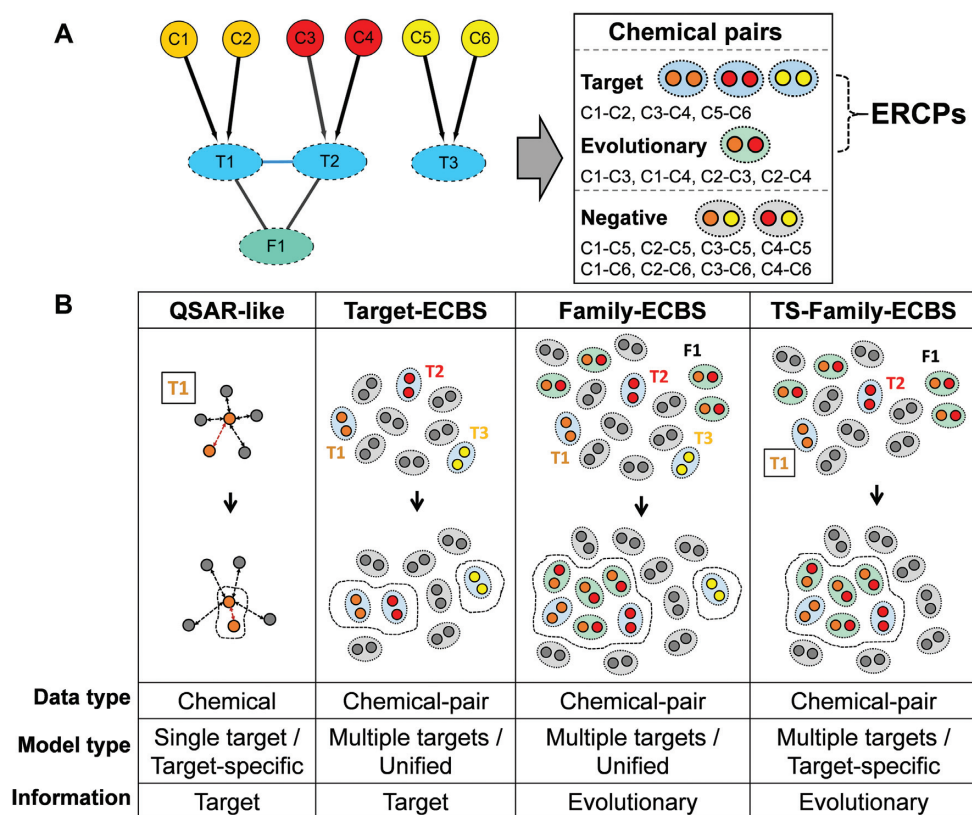 A
C1 C2 C3 C4 C5 C6
T1 T2 T3
F1
Chemical pairs
Target
C1-C2, C3-C4, C5-C6
Evolutionary
C1-C3, C1-C4, C2-C3, C2-C4
ERCPs
Negative
C1-C5, C2-C5, C3-C5, C4-C5
C1-C6, C2-C6, C3-C6, C4-C6
B
QSAR-like Target-ECBS Family-ECBS TS-Family-ECBS
T1
T2
T1
T3
F1
T2
T1
T3
F1
T2
T1
Data type Chemical Chemical-pair Chemical-pair Chemical-pair
Model type Single target / Multiple targets / Multiple targets / Multiple targets /
Target-specific Unified Unified Target-specific
Information Target Target Evolutionary Evolutionary